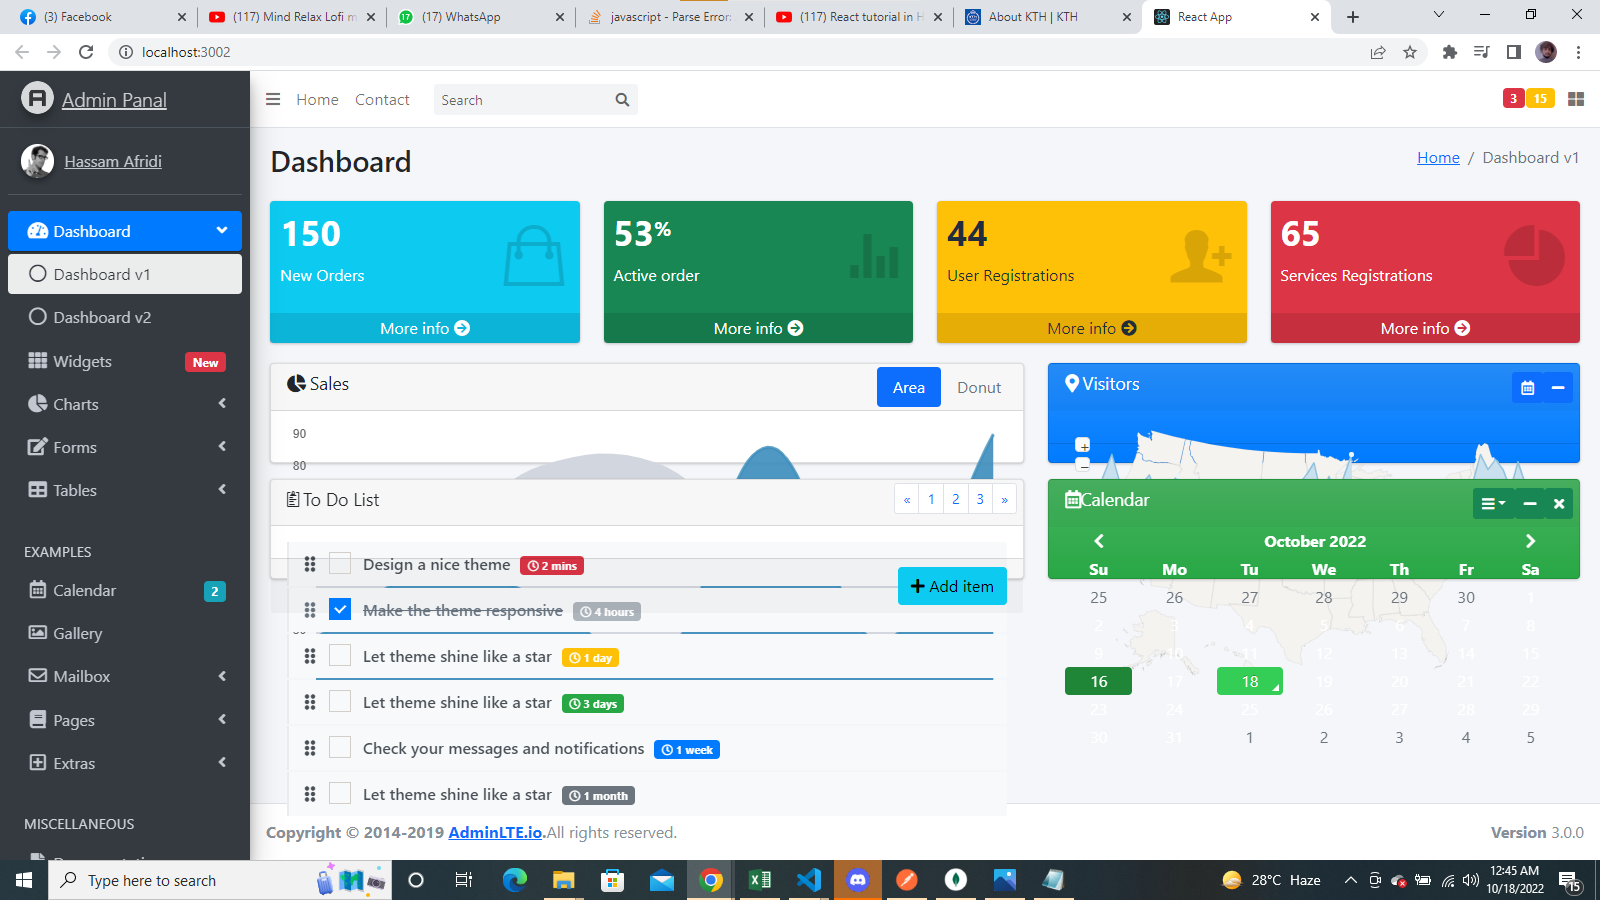 (3) Facebook
(117) Mind Relax Lofi m
(17) WhatsApp
javascript - Parse Error:
(117) React tutorial in H
About KTH | KTH
React App
localhost:3002
Admin Panal
Home Contact Search
3 15
Hassam Afridi
Dashboard
Home / Dashboard v1
Dashboard
Dashboard v1
Dashboard v2
Widgets New
Charts
Forms
Tables
EXAMPLES
Calendar 2
Gallery
Mailbox
Pages
Extras
MISCELLANEOUS
150
New Orders
More info
53%
Active order
More info
44
User Registrations
More info
65
Services Registrations
More info
Sales
Area Donut
90
80
Visitors
+
−
To Do List
« 1 2 3 »
Design a nice theme 2 mins
+ Add item
Make the theme responsive 4 hours
Let theme shine like a star 1 day
Let theme shine like a star 3 days
Check your messages and notifications 1 week
Let theme shine like a star 1 month
Calendar
October 2022
Su Mo Tu We Th Fr Sa
25 26 27 28 29 30 1
2 3 4 5 6 7 8
9 10 11 12 13 14 15
16 17 18 19 20 21 22
23 24 25 26 27 28 29
30 31 1 2 3 4 5
Copyright © 2014-2019 AdminLTE.io.All rights reserved.
Version 3.0.0
Type here to search
28°C Haze
12:45 AM
10/18/2022
15